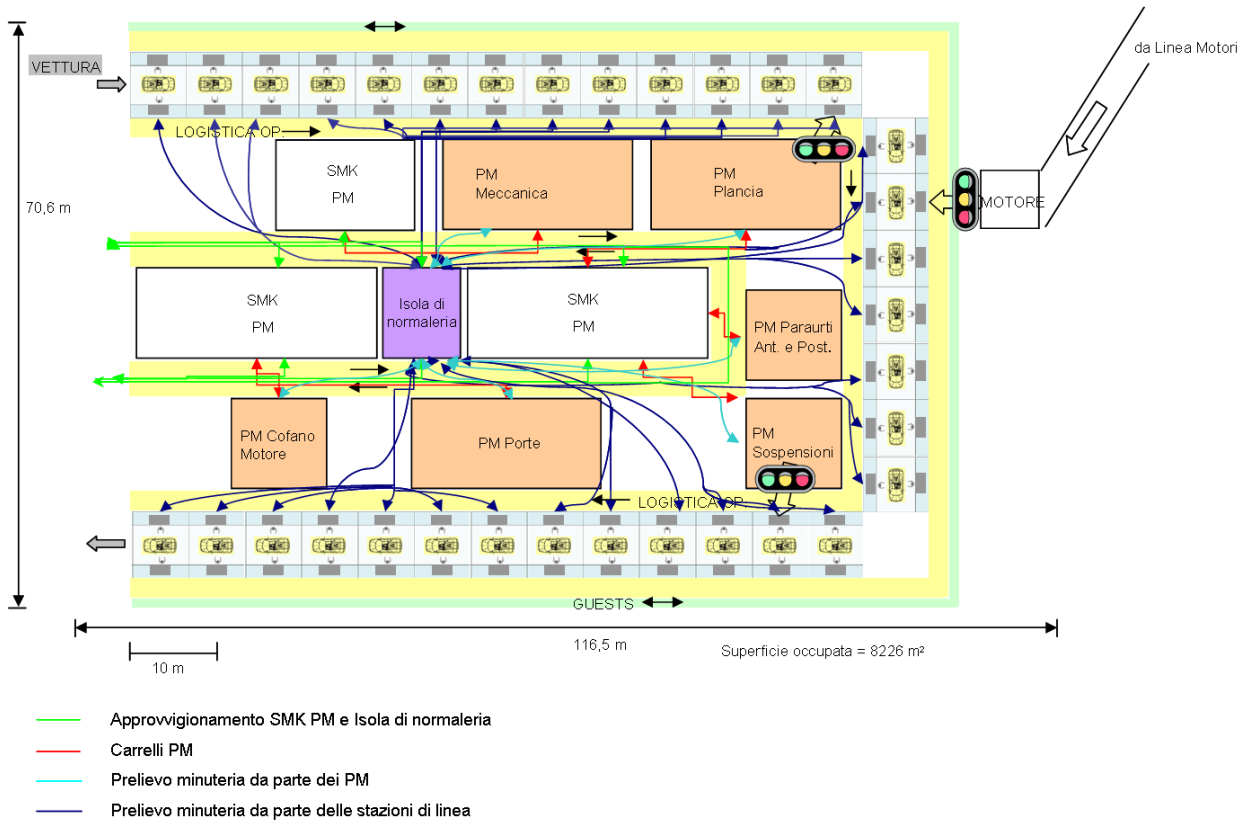 da Linea Motori
VETTURA
LOGISTICA OP.
SMK
PM
PM
Meccanica
PM
Plancia
MOTORE
70,6 m
SMK
PM
Isola di
normaleria
SMK
PM
PM Paraurti
Ant. e Post.
PM Cofano
Motore
PM Porte
PM
Sospensioni
LOGISTICA OP
GUESTS
116,5 m
10 m
Superficie occupata = 8226 m²
Approvvigionamento SMK PM e Isola di normaleria
Carrelli PM
Prelievo minuteria da parte dei PM
Prelievo minuteria da parte delle stazioni di linea